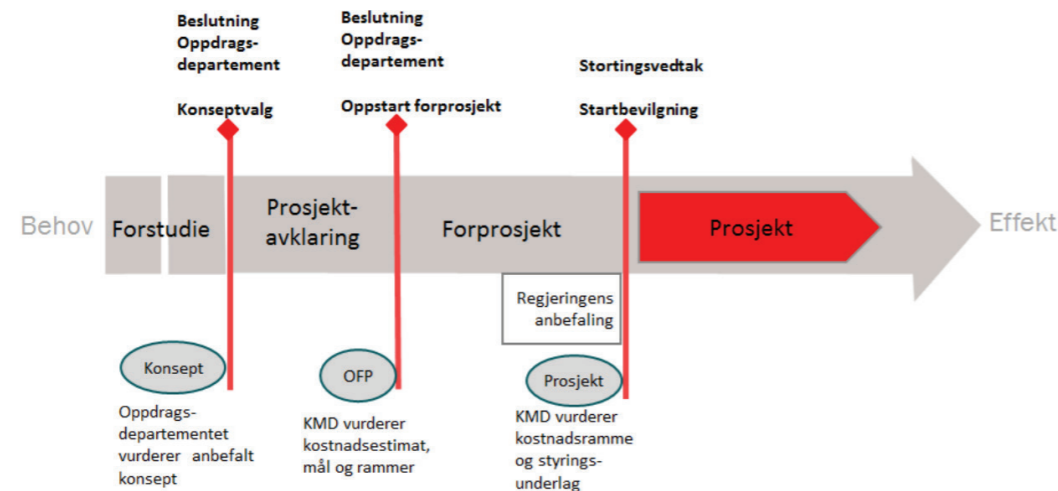 Beslutning
Oppdrags-
departement
Konseptvalg
Beslutning
Oppdrags-
departement
Oppstart forprosjekt
Stortingsvedtak
Startbevilgning
Behov
Forstudie
Prosjekt-
avklaring
Forprosjekt
Prosjekt
Effekt
Regjeringens
anbefaling
Konsept
OFP
Prosjekt
Oppdrags-
departementet
vurderer anbefalt
konsept
KMD vurderer
kostnadsestimat,
mål og rammer
KMD vurderer
kostnadsramme
og styrings-
underlag